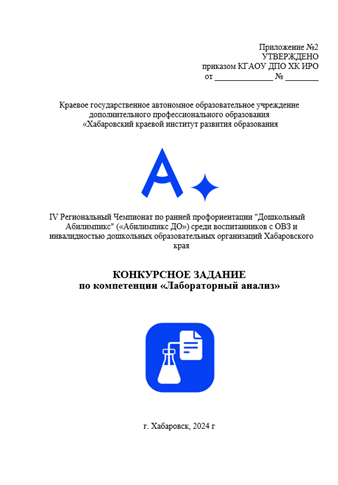 Приложение №2
УТВЕРЖДЕНО
приказом КГАОУ ДПО ХК ИРО
от ______________ № ________
Краевое государственное автономное образовательное учреждение
дополнительного профессионального образования
«Хабаровский краевой институт развития образования
IV Региональный Чемпионат по ранней профориентации "Дошкольный
Абилимпикс" («Абилимпикс ДО») среди воспитанников с ОВЗ и
инвалидностью дошкольных образовательных организаций Хабаровского
края
КОНКУРСНОЕ ЗАДАНИЕ
по компетенции «Лабораторный анализ»
г. Хабаровск, 2024 г